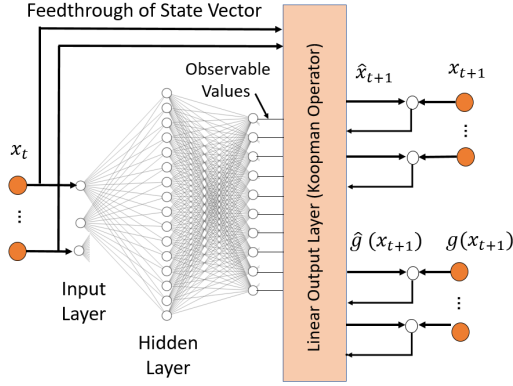 Feedthrough of State Vector
Observable
Values
x̂ₜ₊₁
xₜ₊₁
...
xₜ
...
Linear Output Layer (Koopman Operator)
ĝ (xₜ₊₁)
g(xₜ₊₁)
...
Input
Layer
Hidden
Layer